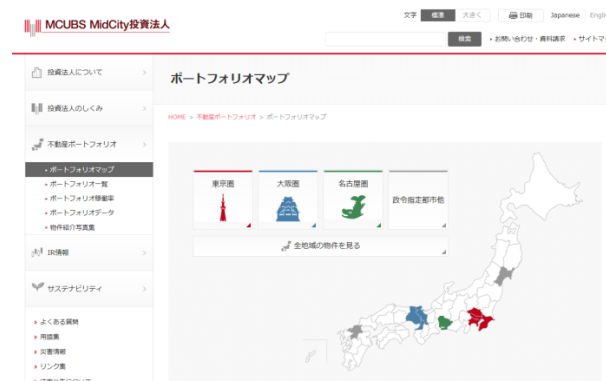 文字 標準 大きく 印刷 Japanese Engli
MCUBS MidCity投資法人
検索 お問い合わせ・資料請求 サイトマ
投資法人について
投資法人のしくみ
不動産ポートフォリオ
ポートフォリオマップ
ポートフォリオ一覧
ポートフォリオ稼働率
ポートフォリオデータ
物件紹介写真集
IR情報
サステナビリティ
よくある質問
用語集
災害情報
リンク集
ポートフォリオマップ
HOME > 不動産ポートフォリオ > ポートフォリオマップ
東京圏 大阪圏 名古屋圏 政令指定都市他
全地域の物件を見る